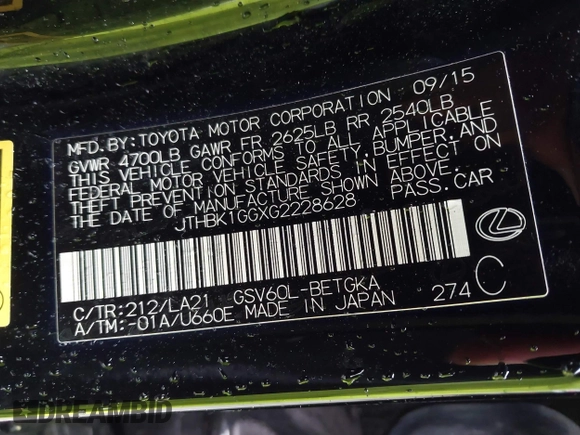 MFD.BY:TOYOTA MOTOR CORPORATION 09/15
GVWR 4700LB GAWR FR 2625LB RR 2540LB
THIS VEHICLE CONFORMS TO ALL APPLICABLE
FEDERAL MOTOR VEHICLE SAFETY,BUMPER,AND
THEFT PREVENTION STANDARDS IN EFFECT ON
THE DATE OF MANUFACTURE SHOWN ABOVE.
JTHBK1GGXG2228628 PASS.CAR
C/TR:212/LA21 GSV60L-BETGKA
A/TM:-01A/U660E MADE IN JAPAN 274 C
DREAMBID